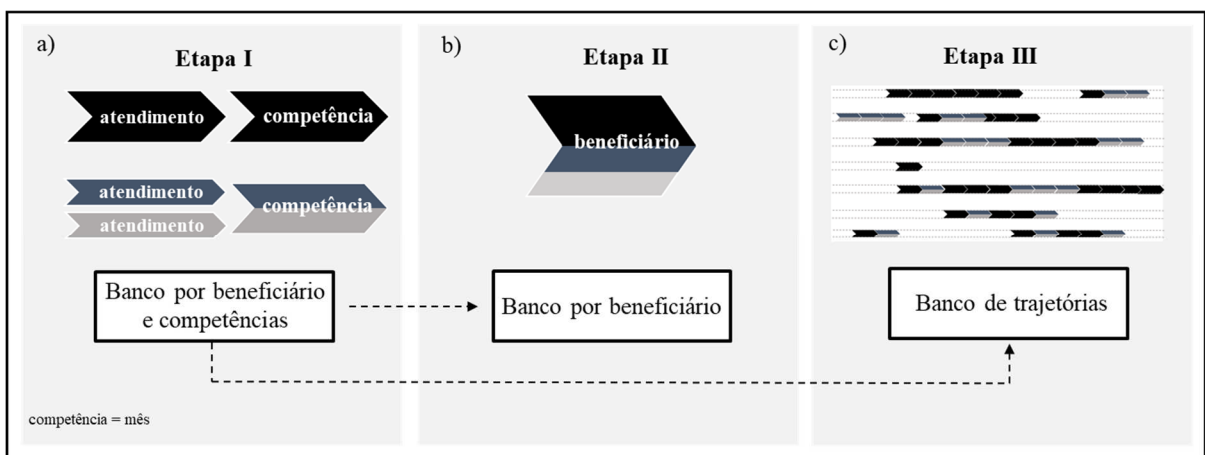 a)
Etapa I
atendimento
competência
atendimento
atendimento
competência
Banco por beneficiário
e competências
competência = mês
b)
Etapa II
beneficiário
Banco por beneficiário
c)
Etapa III
Banco de trajetórias